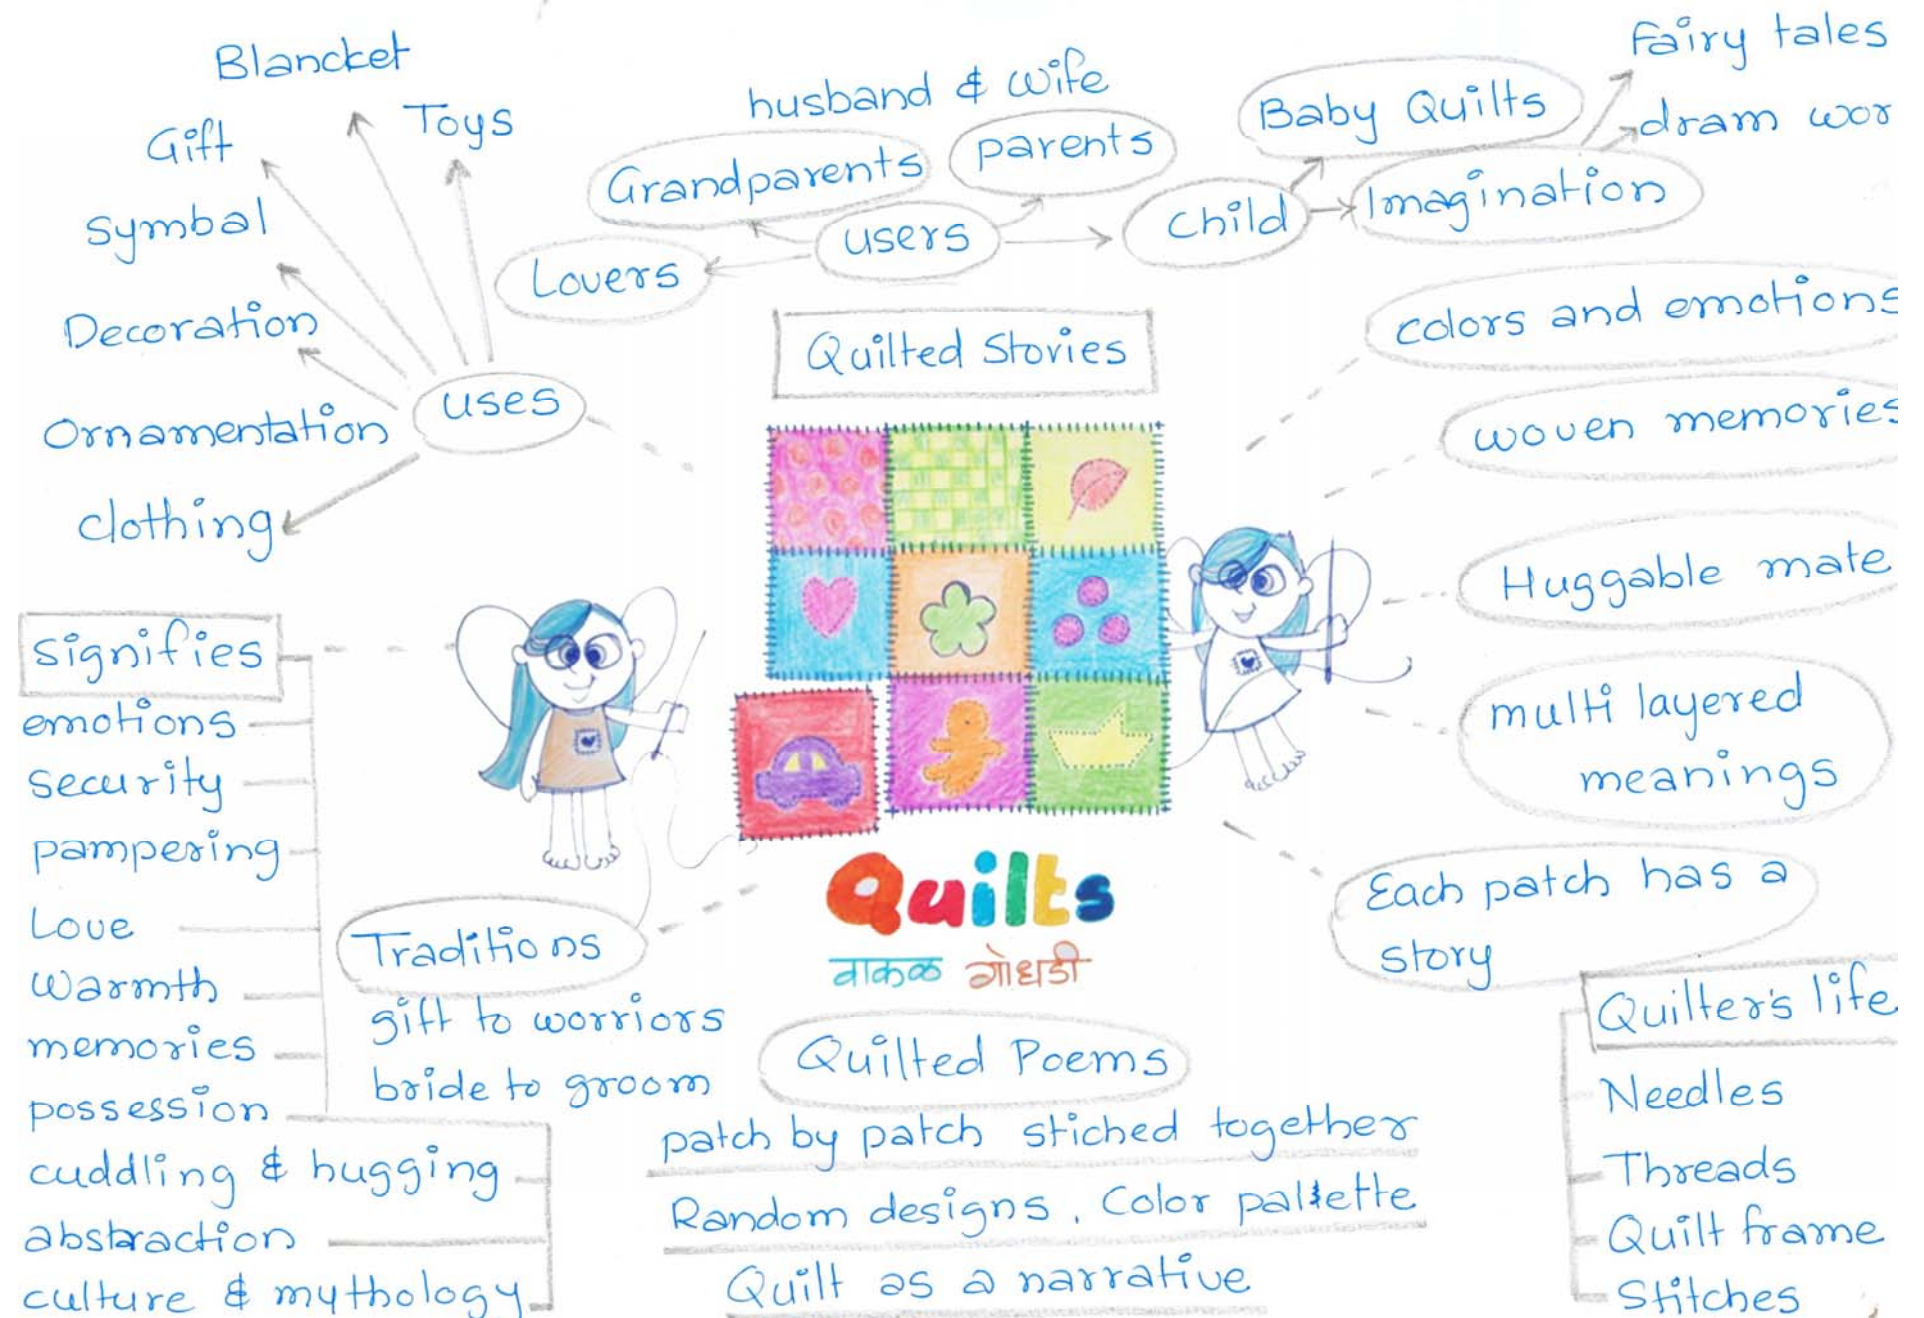 Blancket
Gift
Toys
Symbal
Decoration
Ornamentation
clothing
uses
husband & wife
Grandparents
parents
users
Lovers
child
Baby Quilts
Imagination
Fairy tales
dram wor
Quilted Stories
colors and emotions
woven memories
Huggable mate
multi layered
meanings
Each patch has a
story
signifies
emotions
security
pampering
Love
warmth
memories
possession
cuddling & hugging
abstraction
culture & mythology
Traditions
gift to worriors
bride to groom
Quilts
वाकळ गोधडी
Quilted Poems
patch by patch stiched together
Random designs, Color pallette
Quilt as a narrative
Quilter's life
Needles
Threads
Quilt frame
Stitches